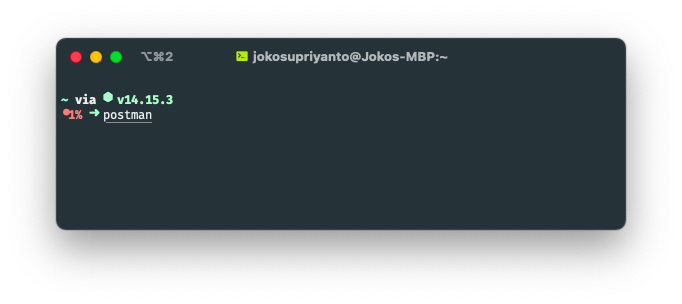 ⌥⌘2 jokosupriyanto@Jokos-MBP:~
~ via ⬢ v14.15.3
•1% ➜ postman